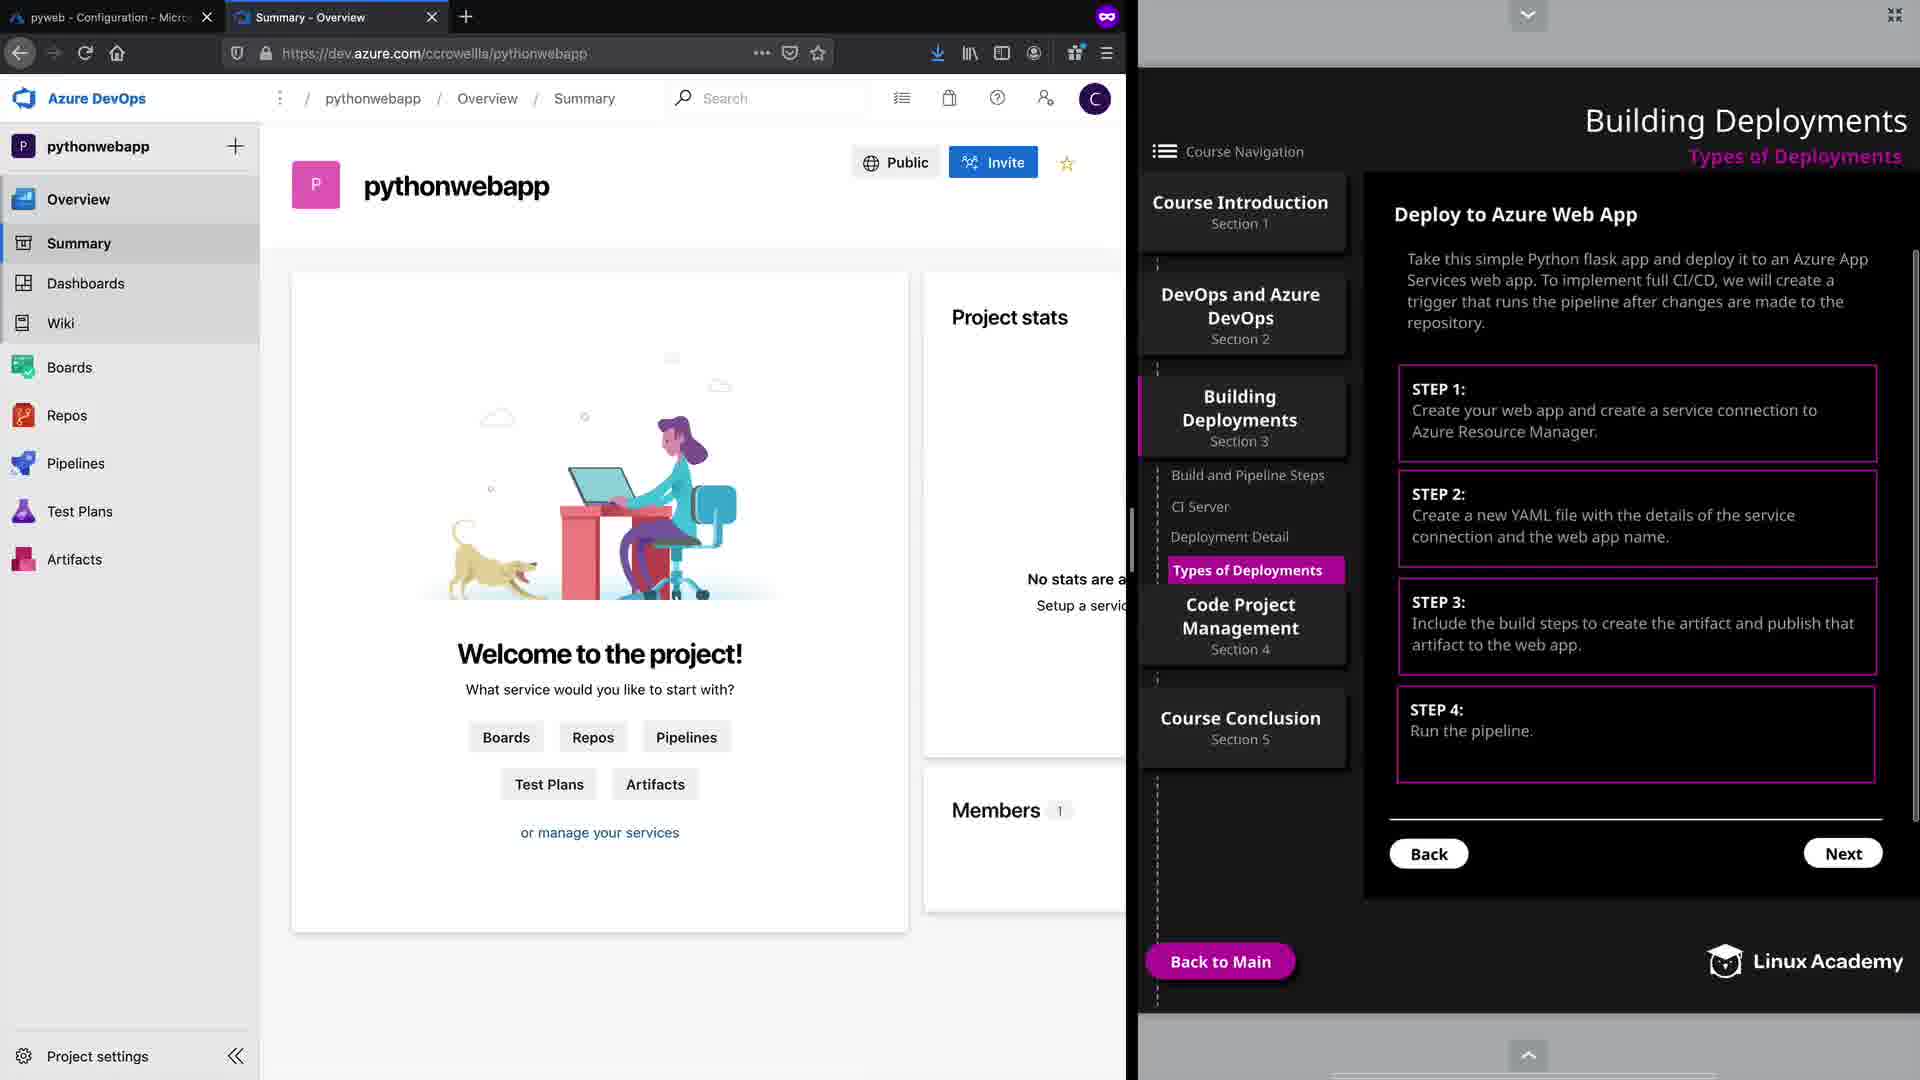 pyweb - Configuration - Micro
Summary - Overview
https://dev.azure.com/ccrowellla/pythonwebapp
Azure DevOps
/ pythonwebapp / Overview / Summary
Search
C
P
pythonwebapp
Overview
Summary
Dashboards
Wiki
Boards
Repos
Pipelines
Test Plans
Artifacts
Project settings
P
pythonwebapp
Public
Invite
Welcome to the project!
What service would you like to start with?
Boards
Repos
Pipelines
Test Plans
Artifacts
or manage your services
Project stats
No stats are a
Setup a servic
Members 1
Building Deployments
Types of Deployments
Course Navigation
Course Introduction
Section 1
DevOps and Azure
DevOps
Section 2
Building
Deployments
Section 3
Build and Pipeline Steps
CI Server
Deployment Detail
Types of Deployments
Code Project
Management
Section 4
Course Conclusion
Section 5
Back to Main
Deploy to Azure Web App
Take this simple Python flask app and deploy it to an Azure App
Services web app. To implement full CI/CD, we will create a
trigger that runs the pipeline after changes are made to the
repository.
STEP 1:
Create your web app and create a service connection to
Azure Resource Manager.
STEP 2:
Create a new YAML file with the details of the service
connection and the web app name.
STEP 3:
Include the build steps to create the artifact and publish that
artifact to the web app.
STEP 4:
Run the pipeline.
Back
Next
Linux Academy